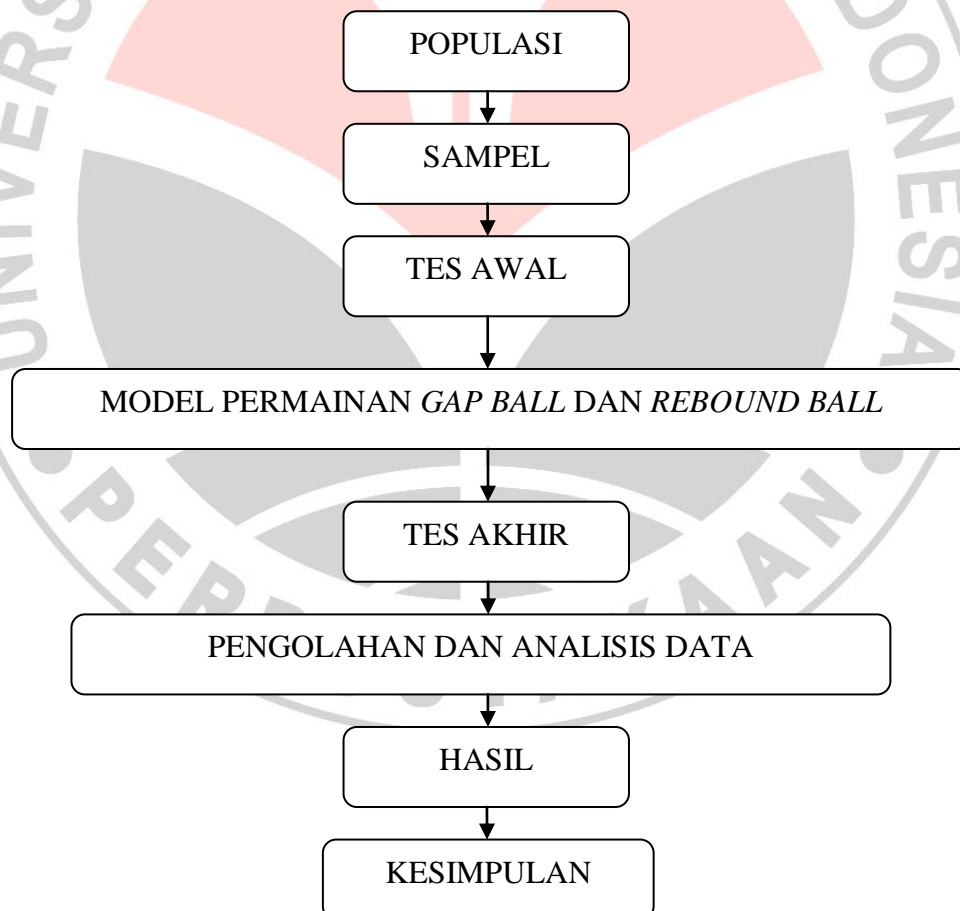 POPULASI
SAMPEL
TES AWAL
MODEL PERMAINAN GAP BALL DAN REBOUND BALL
TES AKHIR
PENGOLAHAN DAN ANALISIS DATA
HASIL
KESIMPULAN